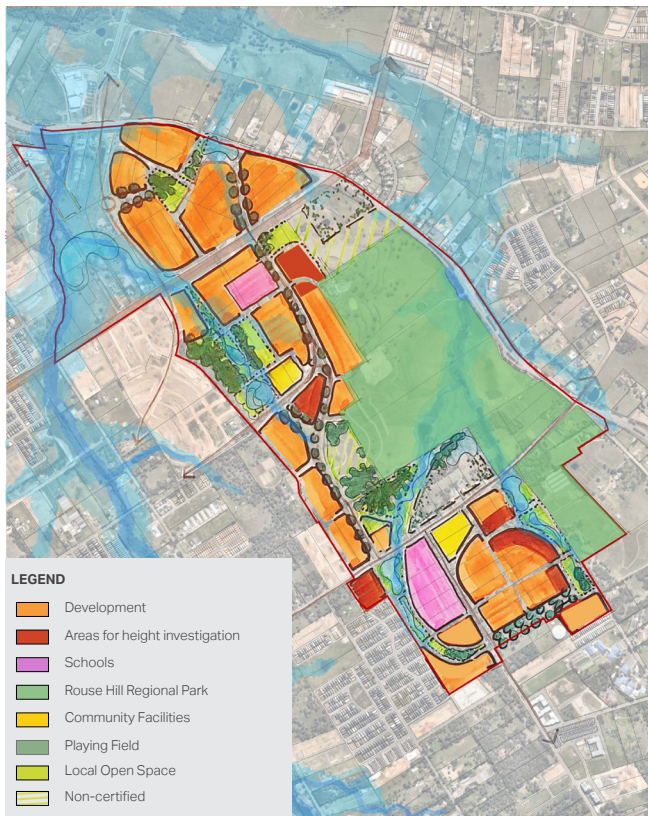 LEGEND
Development
Areas for height investigation
Schools
Rouse Hill Regional Park
Community Facilities
Playing Field
Local Open Space
Non-certified